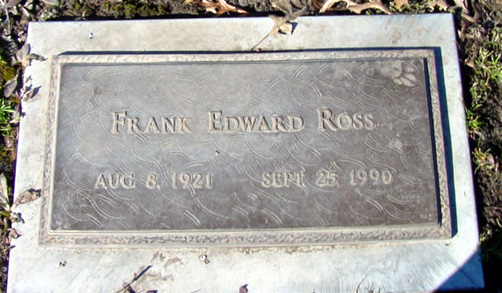 FRANK EDWARD ROSS
AUG 8, 1921 SEPT 25, 1990